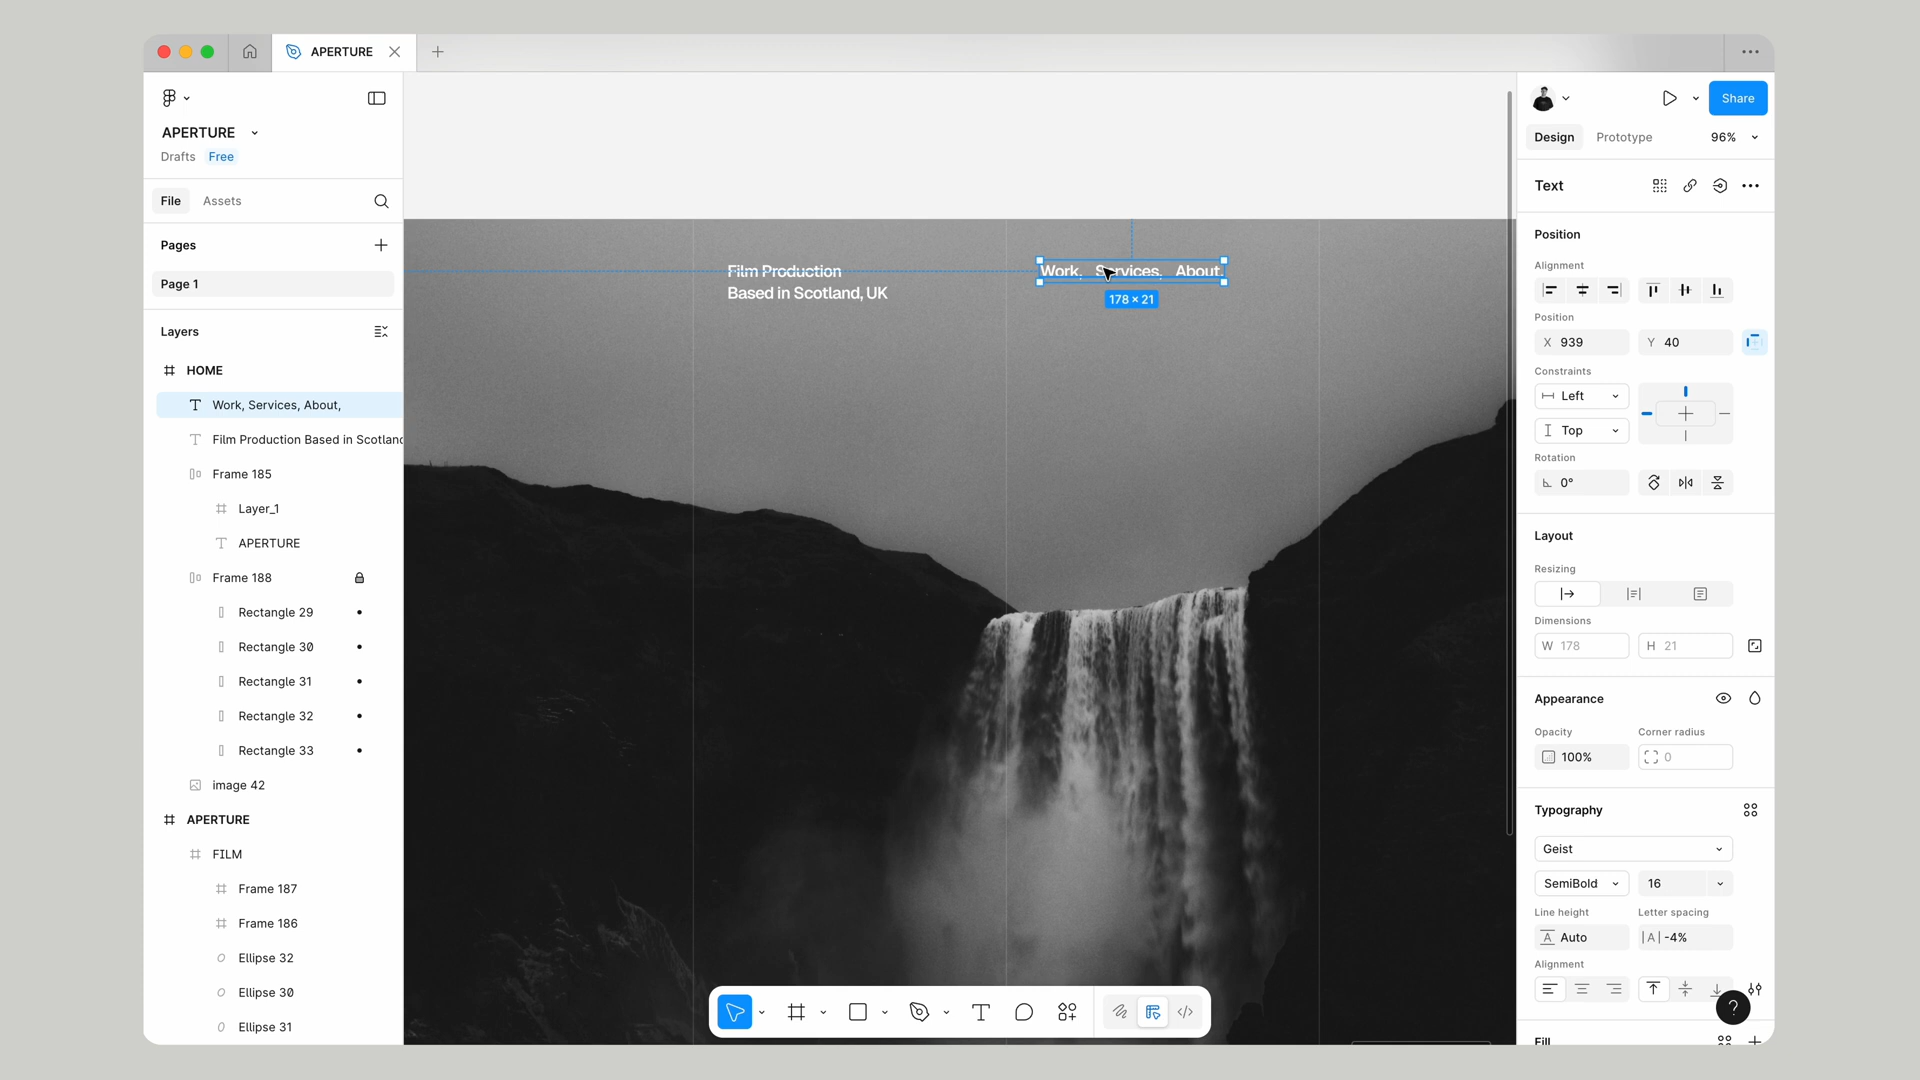 APERTURE
Share
APERTURE
Drafts Free
Design Prototype 96%
File Assets
Text
Pages
Page 1
Position
Alignment
Film Production
Based in Scotland, UK
Work, Services, About,
178 × 21
Position
X 939 Y 40
Constraints
Left
Top
Rotation
0°
Layers
HOME
Work, Services, About,
Film Production Based in Scotland
Frame 185
Layer_1
APERTURE
Frame 188
Rectangle 29
Rectangle 30
Rectangle 31
Rectangle 32
Rectangle 33
image 42
APERTURE
FILM
Frame 187
Frame 186
Ellipse 32
Ellipse 30
Ellipse 31
Layout
Resizing
Dimensions
W 178 H 21
Appearance
Opacity Corner radius
100% 0
Typography
Geist
SemiBold 16
Line height Letter spacing
Auto -4%
Alignment
?
Fill